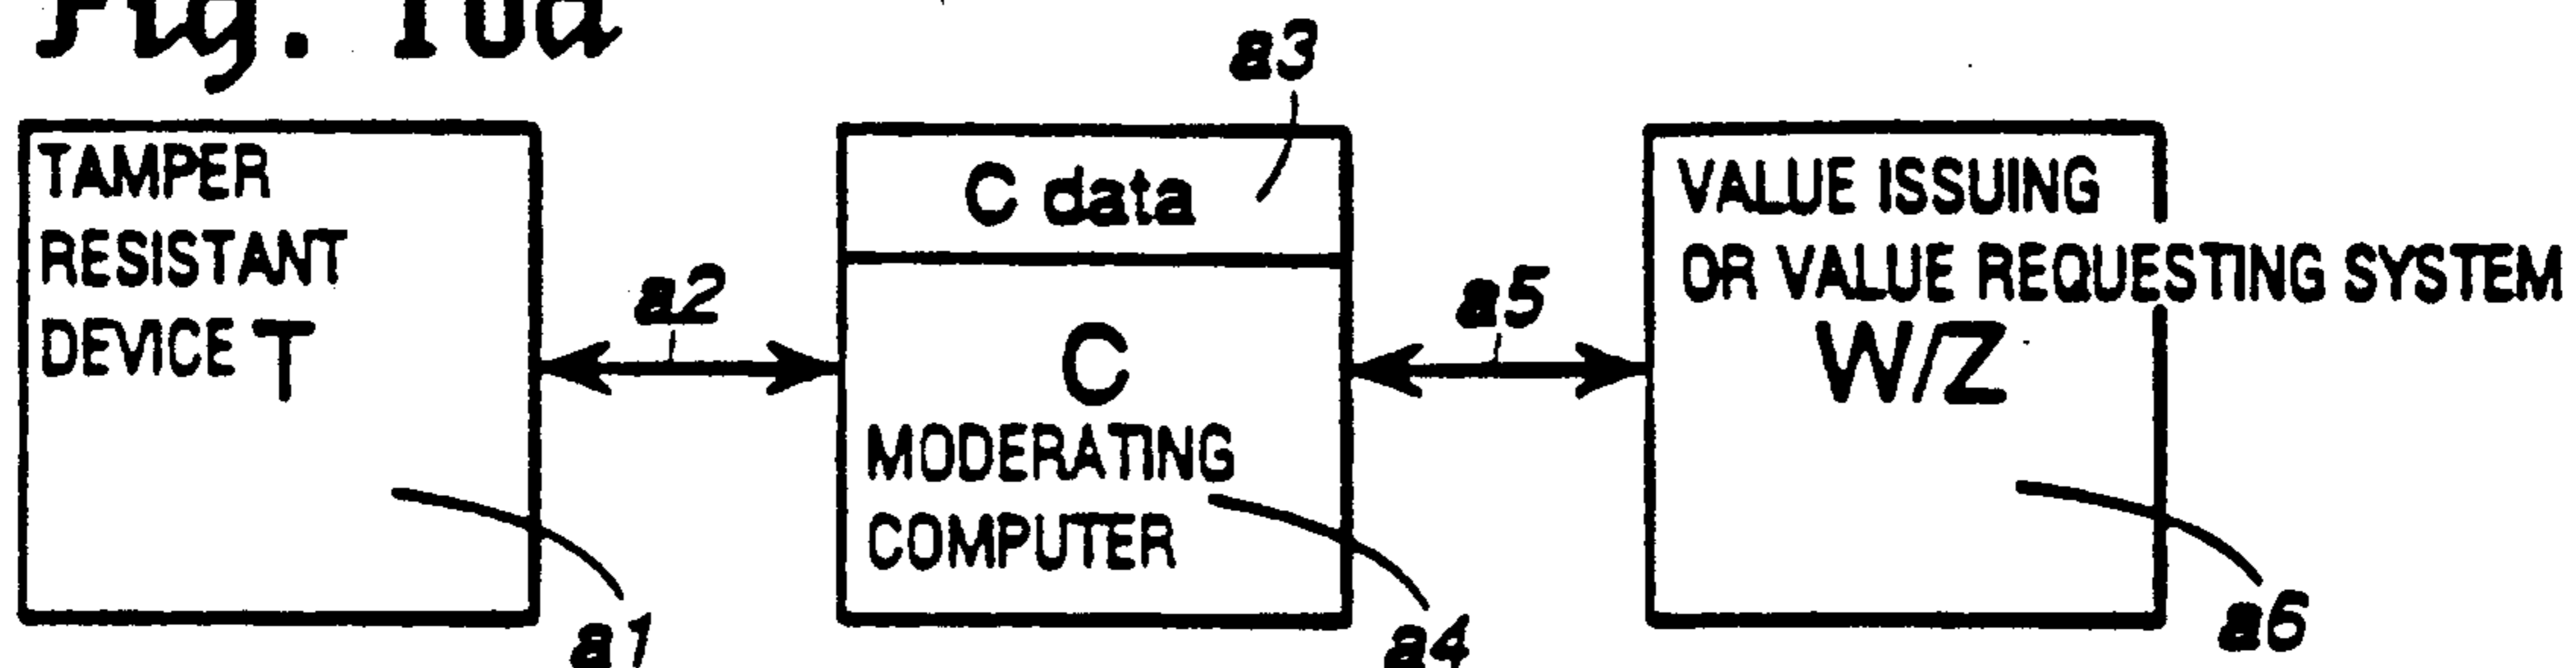 Fig. 10a
a3
TAMPER
RESISTANT
DEVICE T
a2
C data
C
MODERATING
COMPUTER
a5
VALUE ISSUING
OR VALUE REQUESTING SYSTEM
W/Z
a1
a4
a6